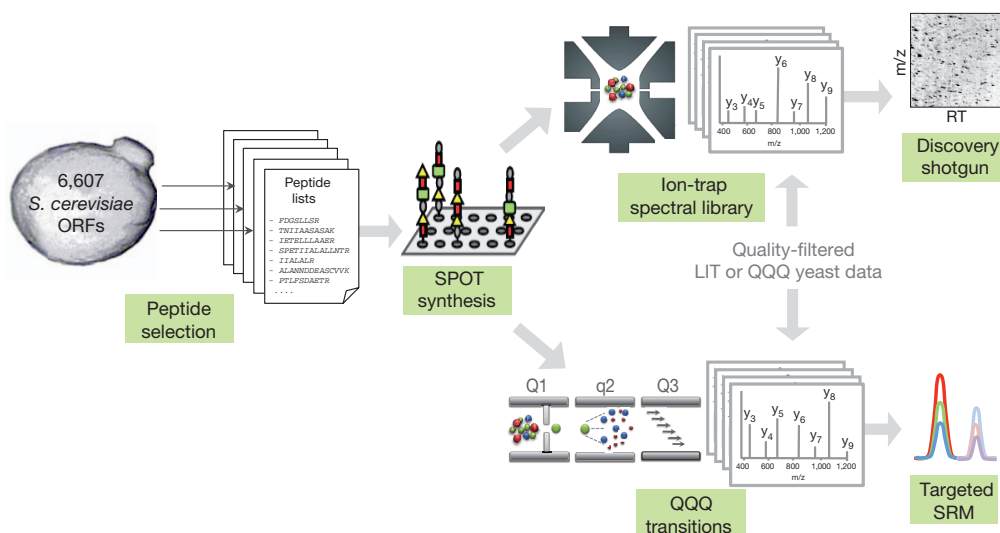 6,607
S. cerevisiae
ORFs
Peptide
selection
Peptide
lists
- FDGSLLSR
- TNIIAASASAK
- IETELLLAAER
- SPETIIALALLNTR
- IIALALR
- ALANNDDEASCVVK
- PTLFSDAETR
- ....
SPOT
synthesis
y3
y4
y5
y6
y7
y8
y9
400 600 800 1,000 1,200
m/z
Ion-trap
spectral library
m/z
RT
Discovery
shotgun
Quality-filtered
LIT or QQQ yeast data
Q1 q2 Q3
y3
y4
y5
y6
y7
y8
y9
400 600 800 1,000 1,200
m/z
QQQ
transitions
Targeted
SRM